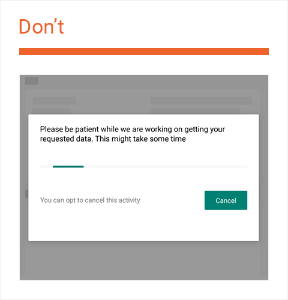 Don't
Please be patient while we are working on getting your
requested data. This might take some time
You can opt to cancel this activity
Cancel